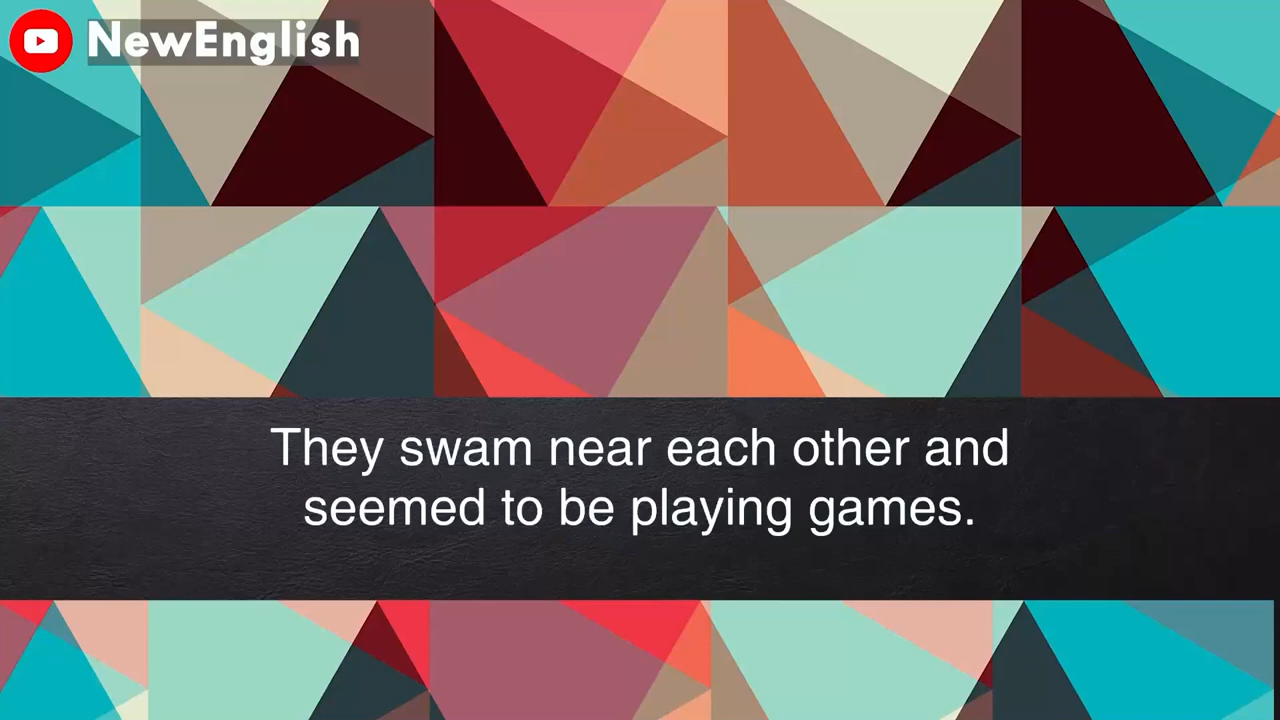 NewEnglish
They swam near each other and
seemed to be playing games.